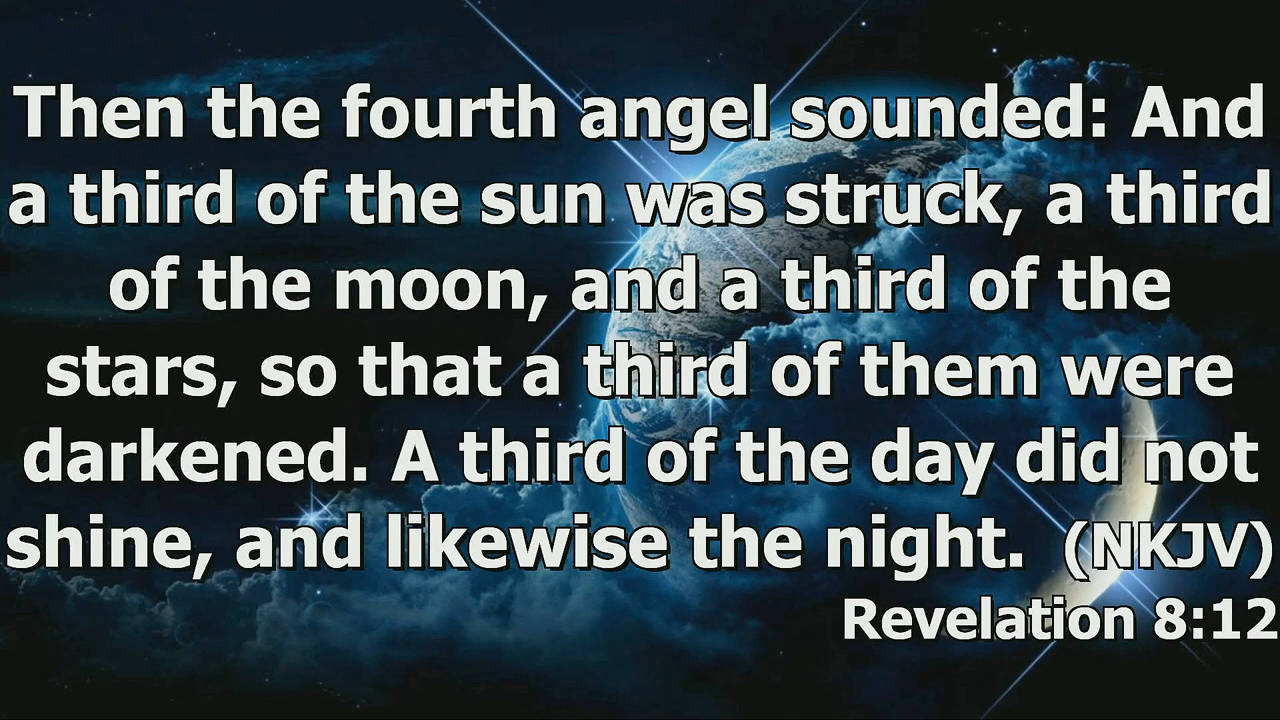 Then the fourth angel sounded: And
a third of the sun was struck, a third
of the moon, and a third of the
stars, so that a third of them were
darkened. A third of the day did not
shine, and likewise the night. (NKJV)
Revelation 8:12